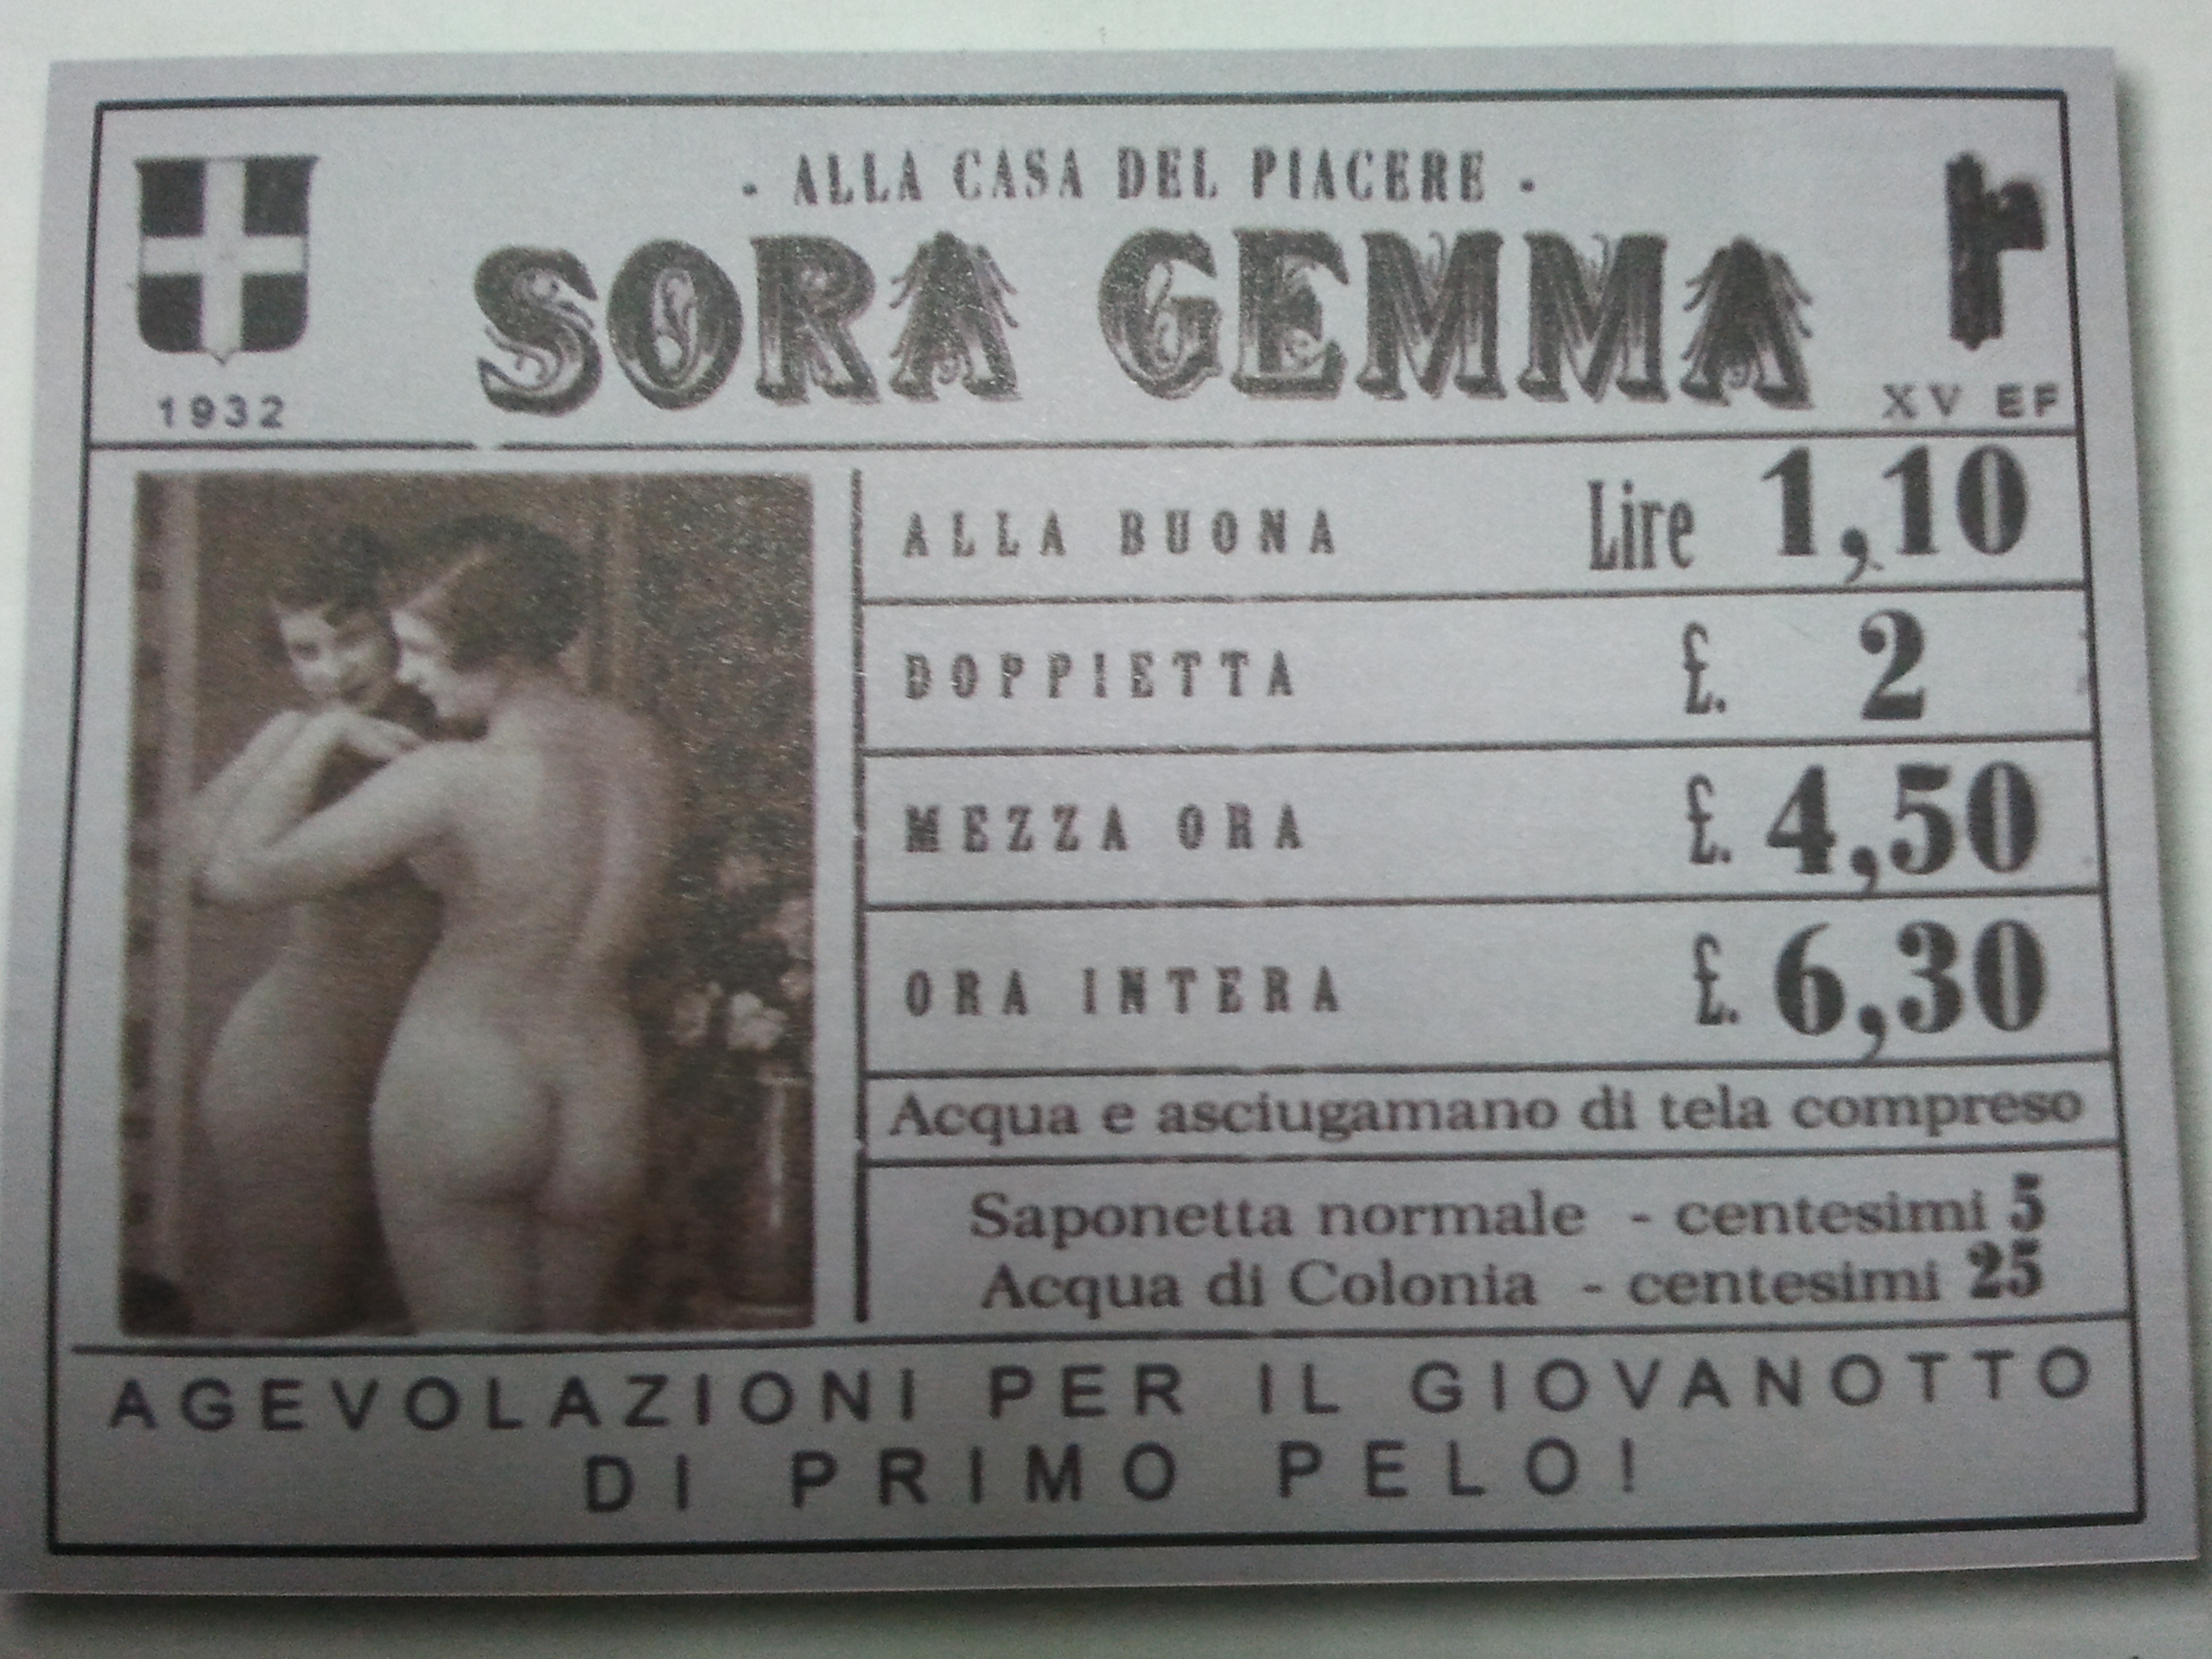 - ALLA CASA DEL PIACERE -
SORA GEMMA
1932
XV EF
ALLA BUONA Lire 1,10
DOPPIETTA £. 2
MEZZA ORA £. 4,50
ORA INTERA £. 6,30
Acqua e asciugamano di tela compreso
Saponetta normale - centesimi 5
Acqua di Colonia - centesimi 25
AGEVOLAZIONI PER IL GIOVANOTTO
DI PRIMO PELO!